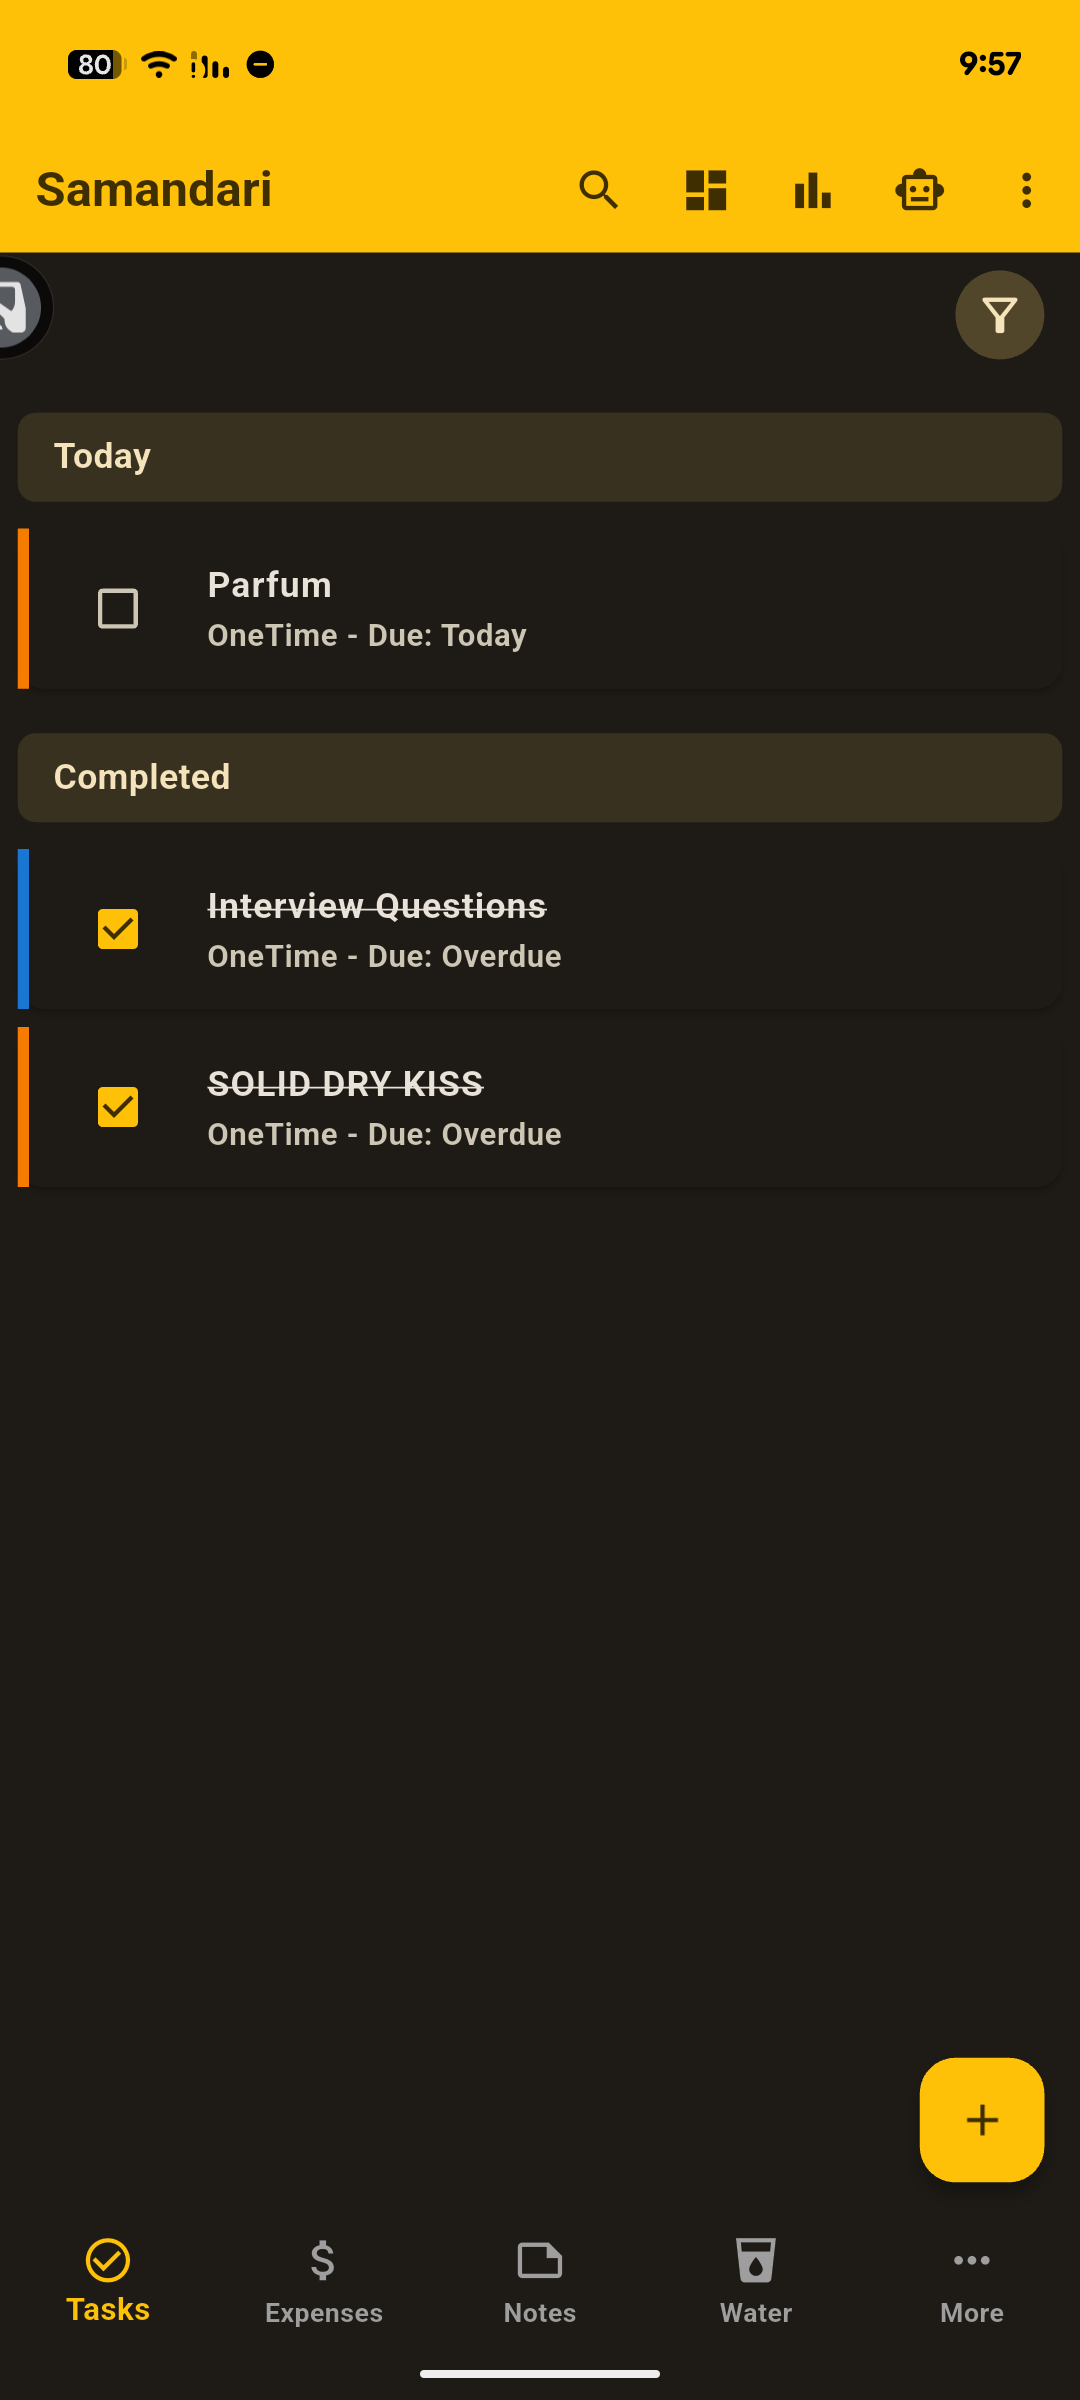 80
9:57
Samandari
Today
Parfum
OneTime - Due: Today
Completed
Interview Questions
OneTime - Due: Overdue
SOLID DRY KISS
OneTime - Due: Overdue
Tasks
Expenses
Notes
Water
More